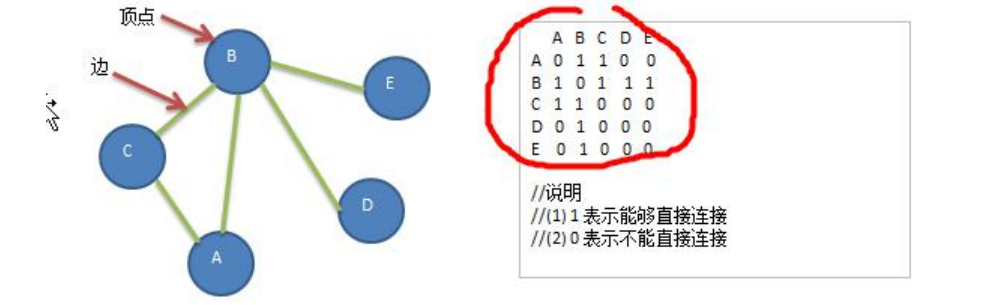 顶点
边
B
E
C
D
A
A B C D E
A 0 1 1 0 0
B 1 0 1 1 1
C 1 1 0 0 0
D 0 1 0 0 0
E 0 1 0 0 0
//说明
//(1) 1 表示能够直接连接
//(2) 0 表示不能直接连接